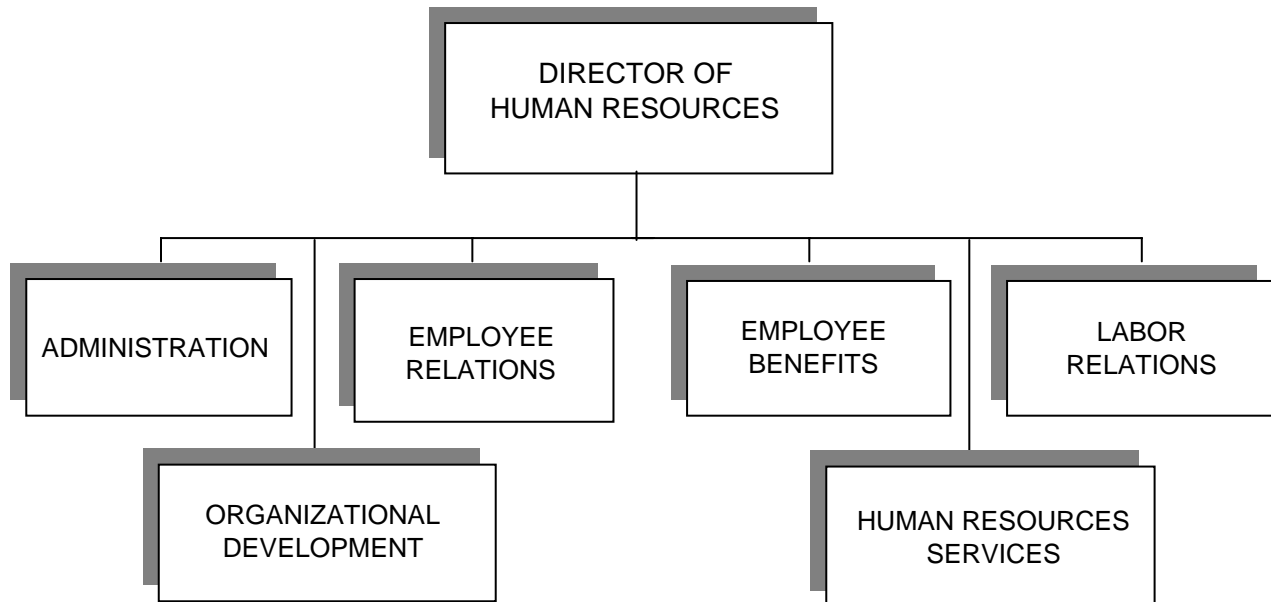 DIRECTOR OF
HUMAN RESOURCES
ADMINISTRATION
EMPLOYEE
RELATIONS
EMPLOYEE
BENEFITS
LABOR
RELATIONS
ORGANIZATIONAL
DEVELOPMENT
HUMAN RESOURCES
SERVICES